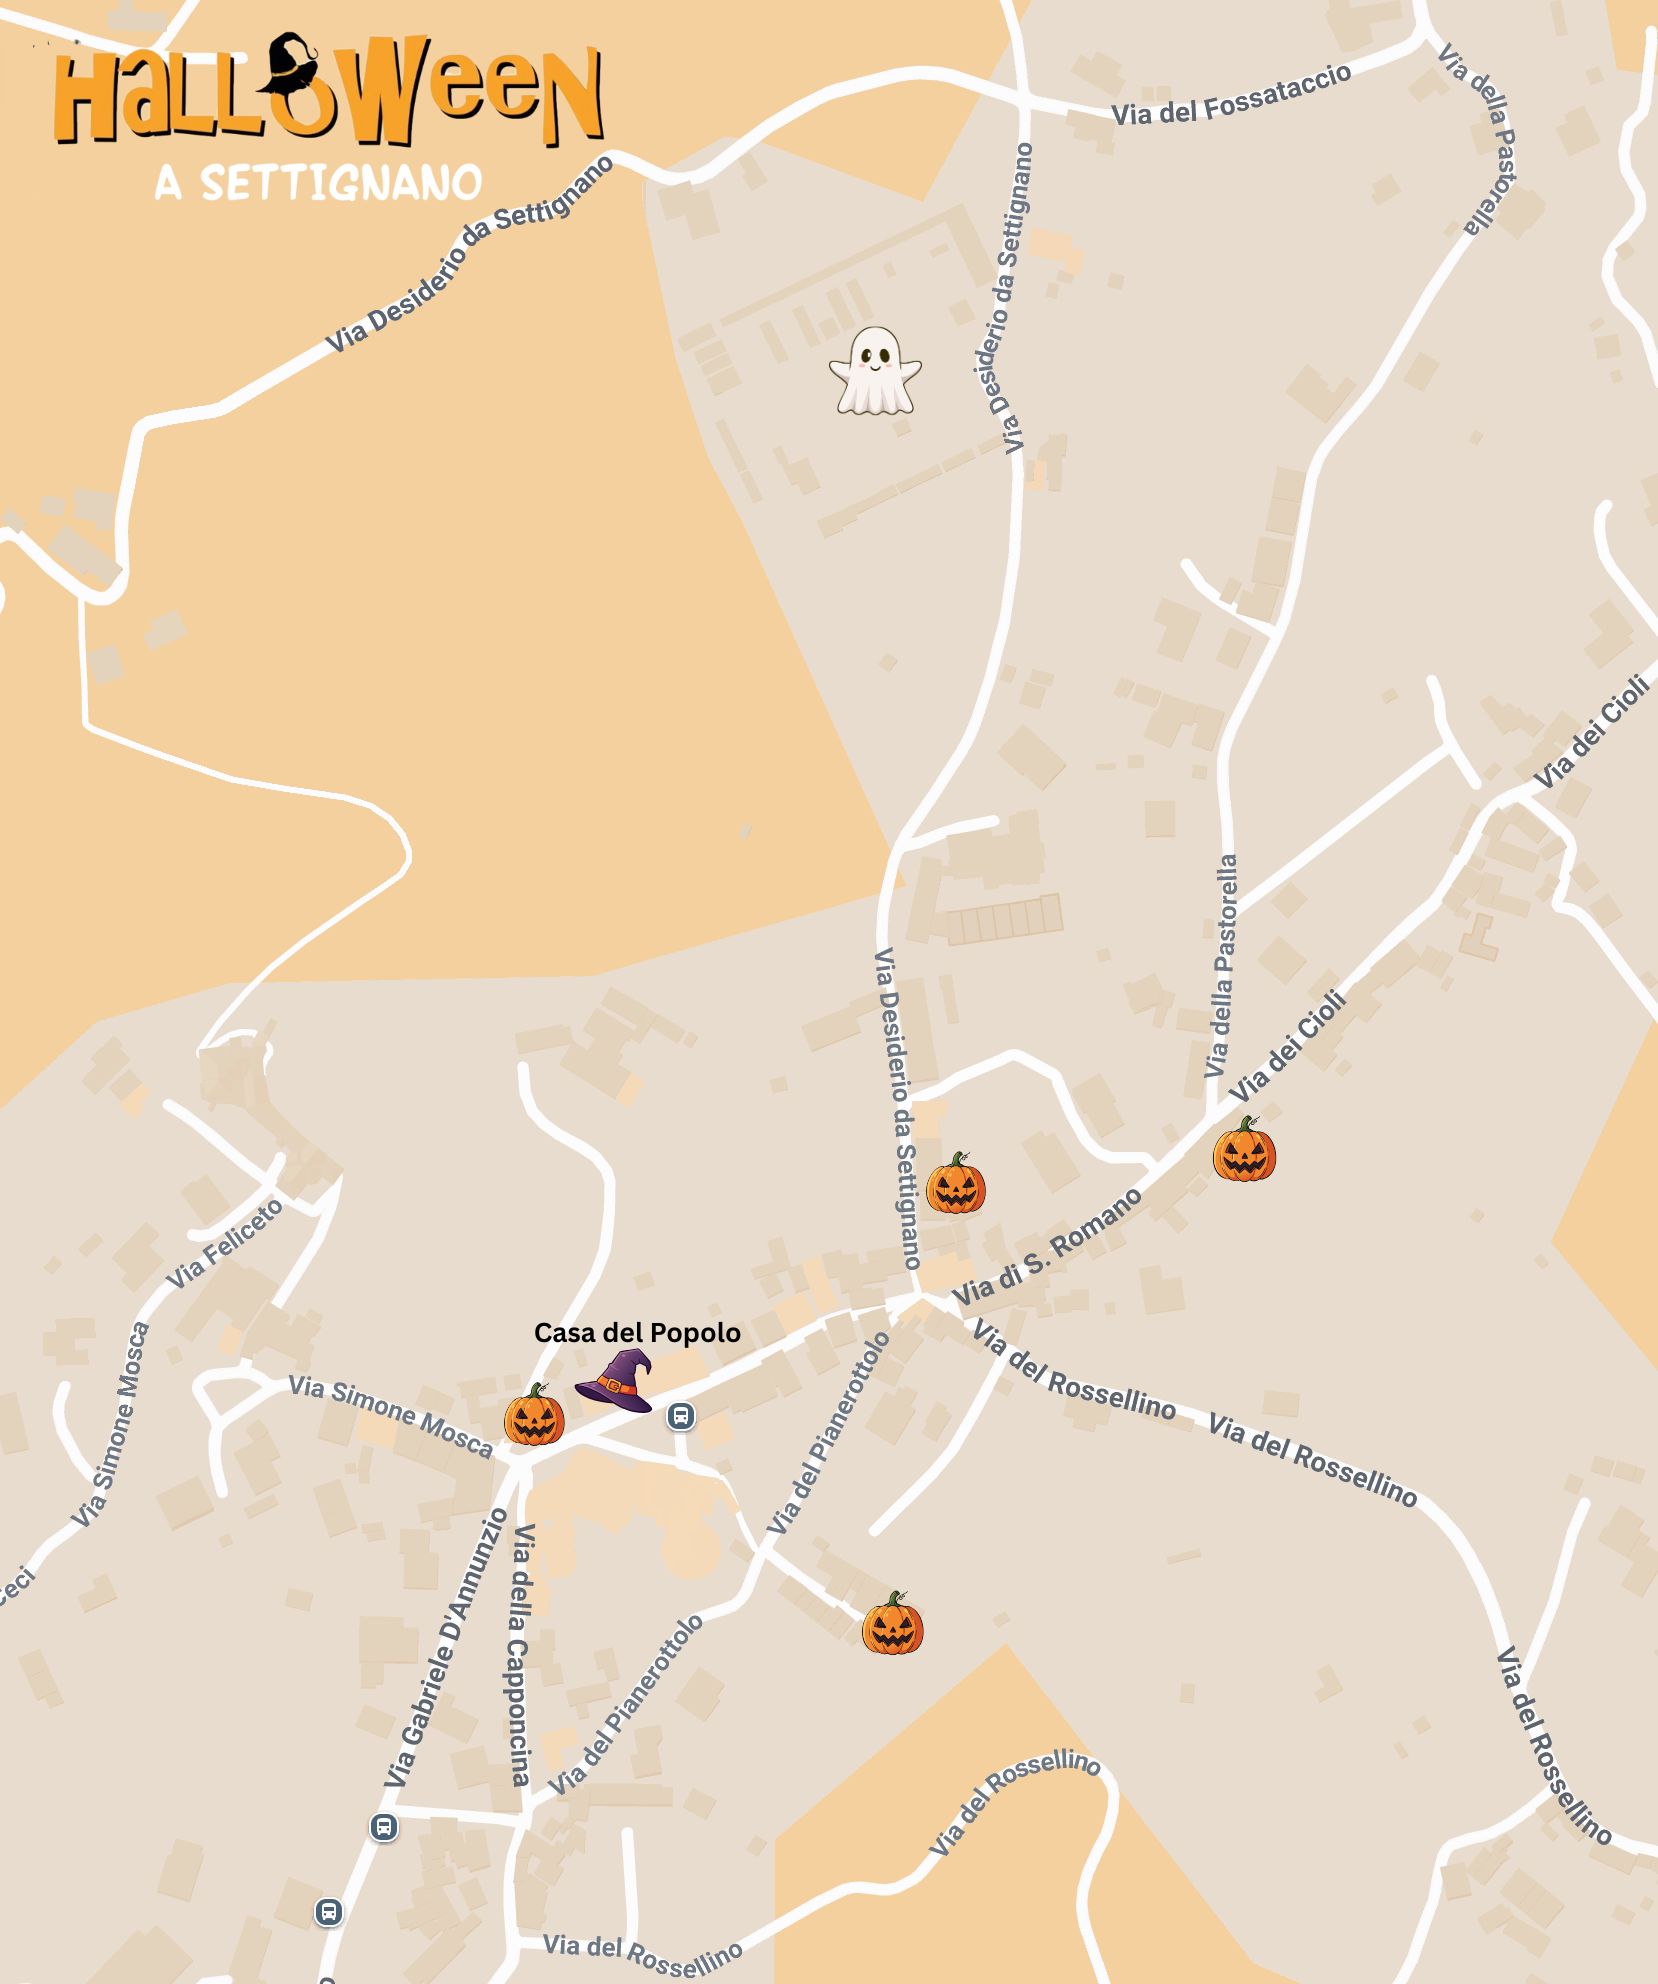 HALLOWEEN
A SETTIGNANO
Via del Fossataccio
Via della Pastorella
Via Desiderio da Settignano
Via Desiderio da Settignano
Via dei Cioli
Via della Pastorella
Via Desiderio da Settignano
Via dei Cioli
Via di S. Romano
Via Feliceto
Casa del Popolo
Via Simone Mosca
Via Simone Mosca
Via del Rossellino
Via del Pianerottolo
Via del Rossellino
Via Gabriele D'Annunzio
Via della Capponcina
Via del Pianerottolo
Via del Rossellino
Via del Rossellino
Via del Rossellino